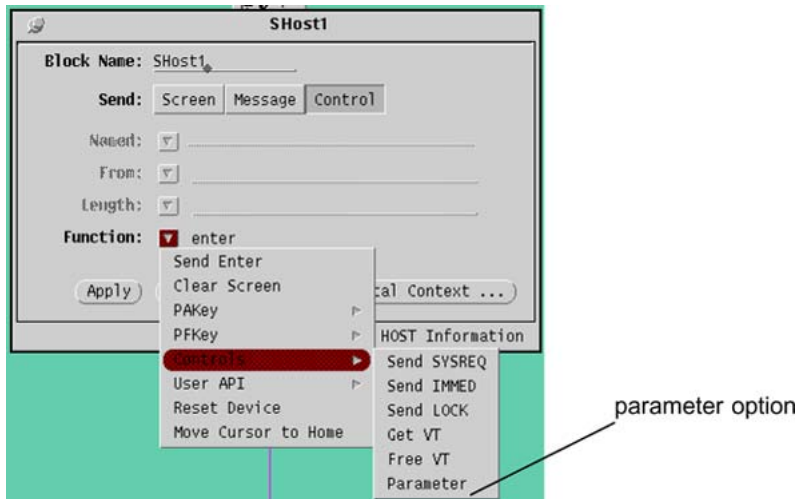 SHost1
Block Name: SHost1
Send: Screen Message Control
Named:
From:
Length:
Function: enter
Send Enter
Clear Screen
PAKey
PFKey
Controls
User API
Reset Device
Move Cursor to Home
Apply
cal Context ...
HOST Information
Send SYSREQ
Send IMMED
Send LOCK
Get VT
Free VT
Parameter
parameter option